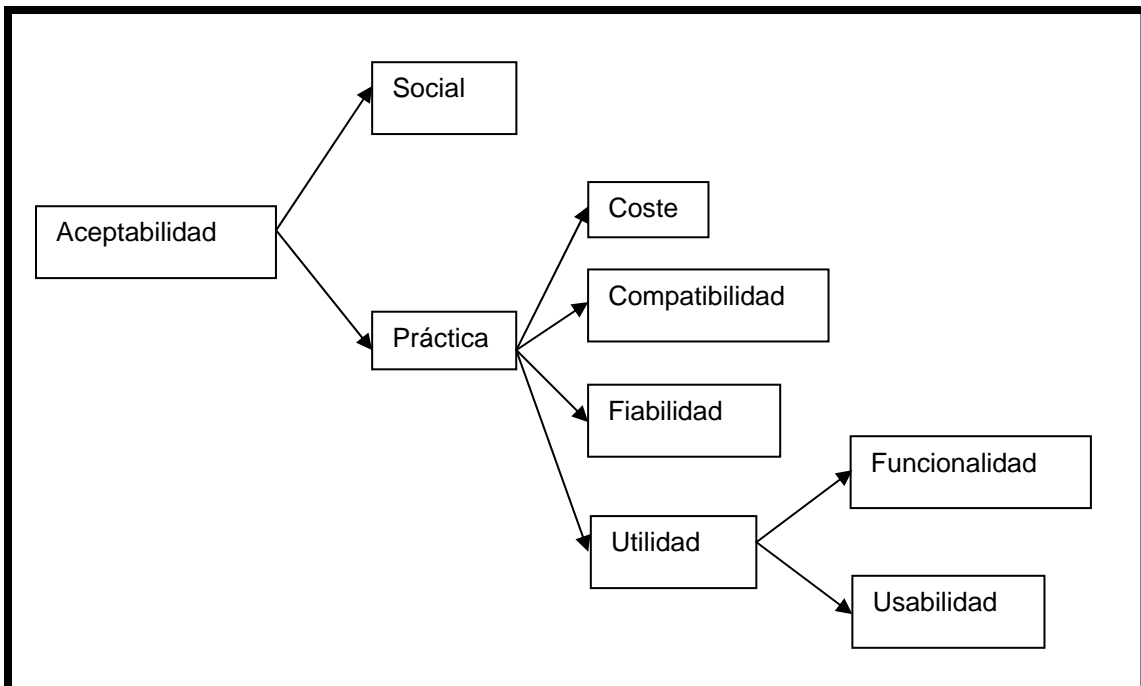 Social
Aceptabilidad
Coste
Compatibilidad
Práctica
Fiabilidad
Funcionalidad
Utilidad
Usabilidad